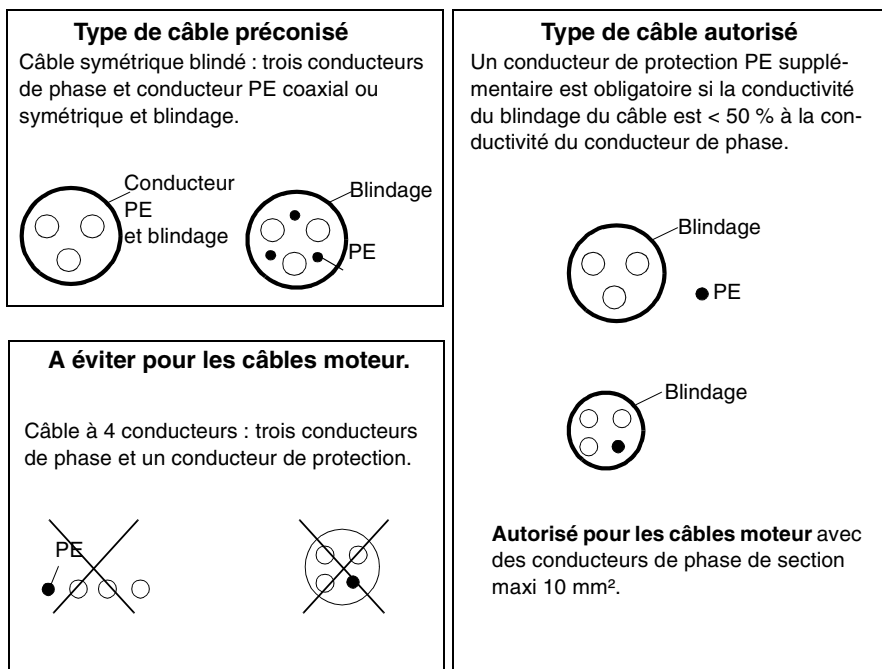 Type de câble préconisé
Câble symétrique blindé : trois conducteurs
de phase et conducteur PE coaxial ou
symétrique et blindage.
Conducteur
PE
et blindage
Blindage
PE
A éviter pour les câbles moteur.
Câble à 4 conducteurs : trois conducteurs
de phase et un conducteur de protection.
PE
Type de câble autorisé
Un conducteur de protection PE supplé-
mentaire est obligatoire si la conductivité
du blindage du câble est < 50 % à la con-
ductivité du conducteur de phase.
Blindage
PE
Blindage
Autorisé pour les câbles moteur avec
des conducteurs de phase de section
maxi 10 mm².